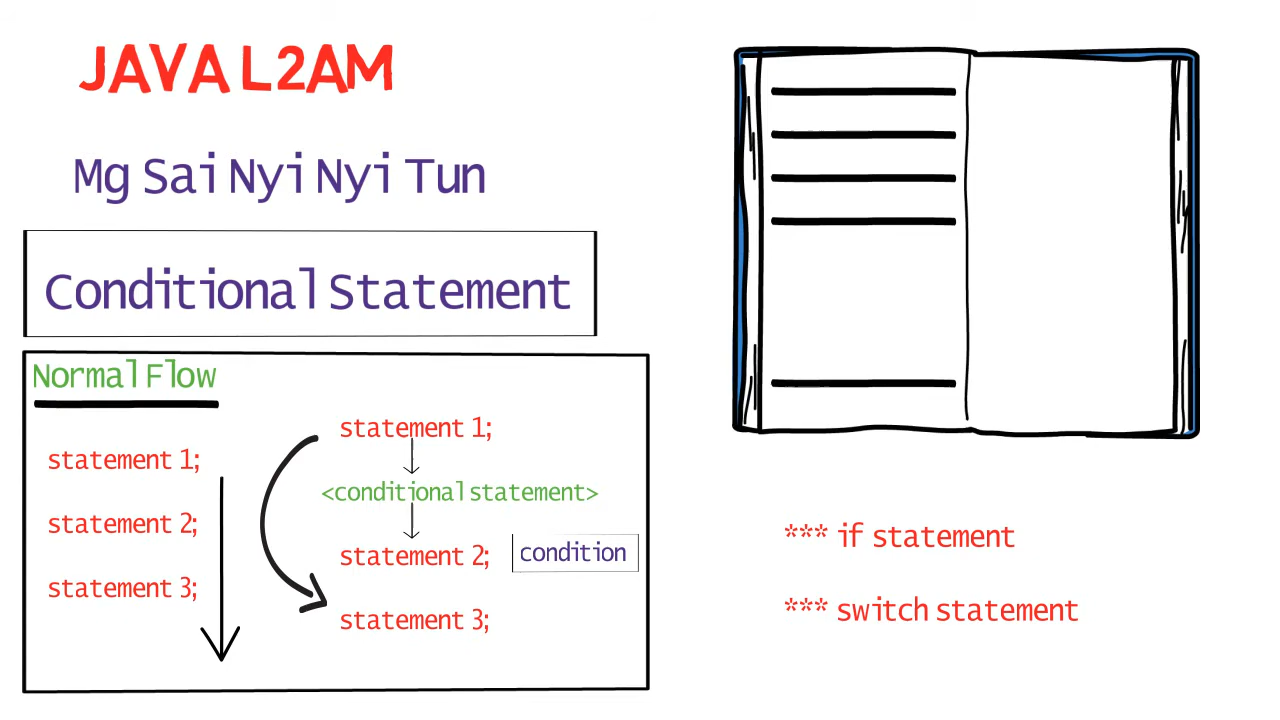 JAVA L2AM
Mg Sai Nyi Nyi Tun
Conditional Statement
Normal Flow
statement 1;
statement 2;
statement 3;
statement 1;
<conditional statement>
statement 2;
condition
statement 3;
*** if statement
*** switch statement